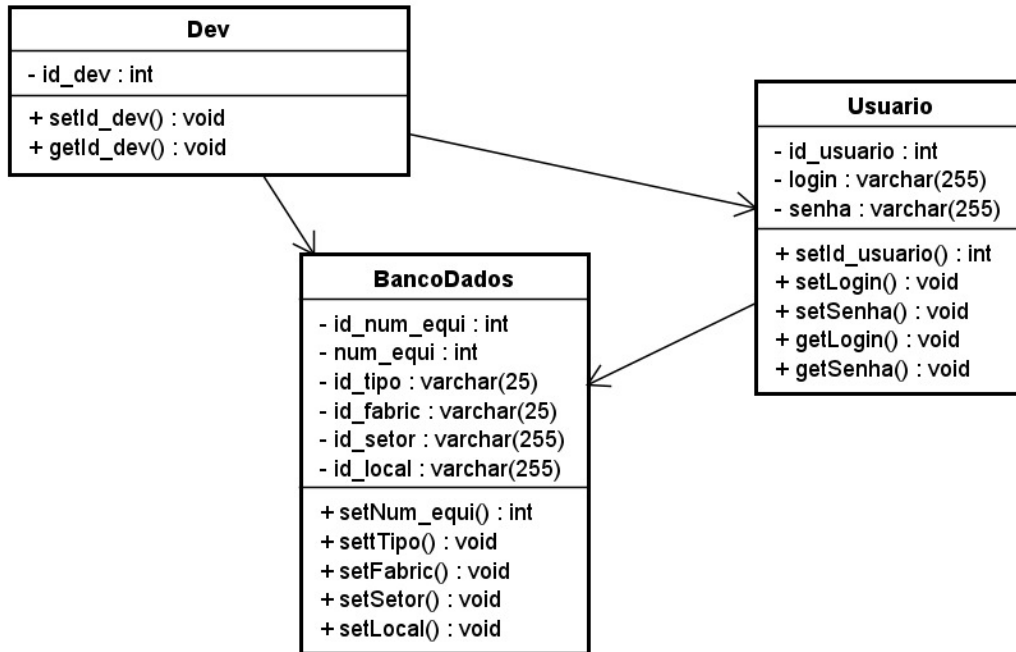 Dev
- id_dev : int
+ setId_dev() : void
+ getId_dev() : void
Usuario
- id_usuario : int
- login : varchar(255)
- senha : varchar(255)
+ setId_usuario() : int
+ setLogin() : void
+ setSenha() : void
+ getLogin() : void
+ getSenha() : void
BancoDados
- id_num_equi : int
- num_equi : int
- id_tipo : varchar(25)
- id_fabric : varchar(25)
- id_setor : varchar(255)
- id_local : varchar(255)
+ setNum_equi() : int
+ settTipo() : void
+ setFabric() : void
+ setSetor() : void
+ setLocal() : void